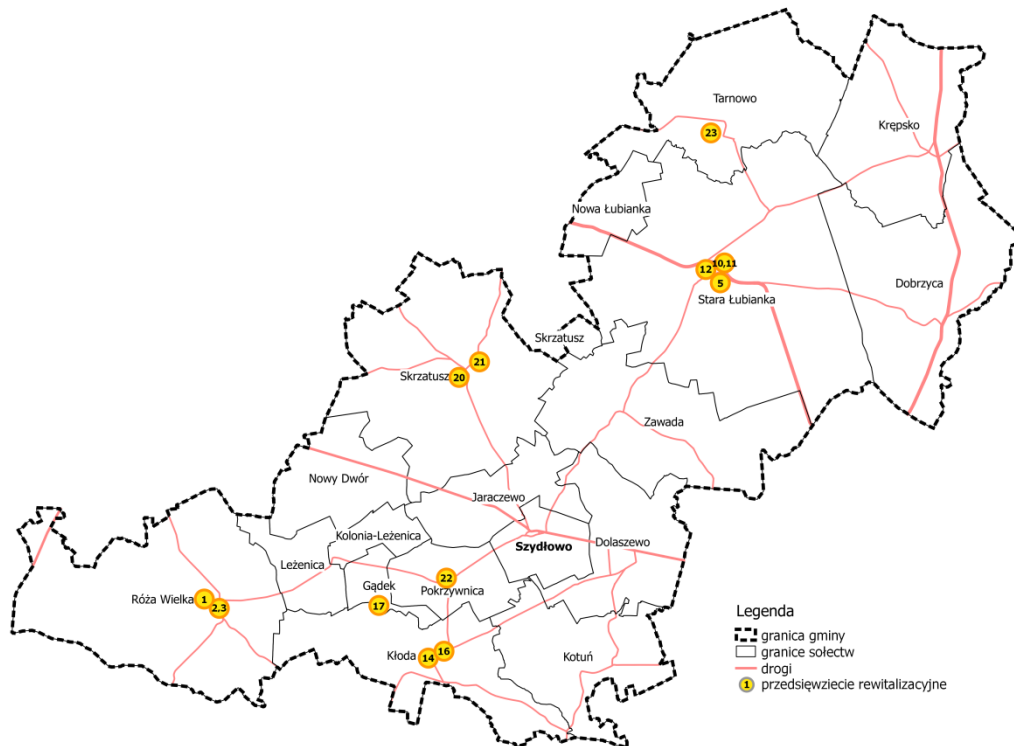 Tarnowo
23
Krępsko
Nowa Łubianka
12
10,11
5
Stara Łubianka
Dobrzyca
Skrzatusz
21
Skrzatusz
20
Zawada
Nowy Dwór
Jaraczewo
Kolonia-Leżenica
Szydłowo
Dolaszewo
Leżenica
Gądek
22
Pokrzywnica
Róża Wielka
1
2,3
17
Kłoda
14
16
Kotuń
Legenda
granica gminy
granice sołectw
drogi
1
przedsięwziecie rewitalizacyjne